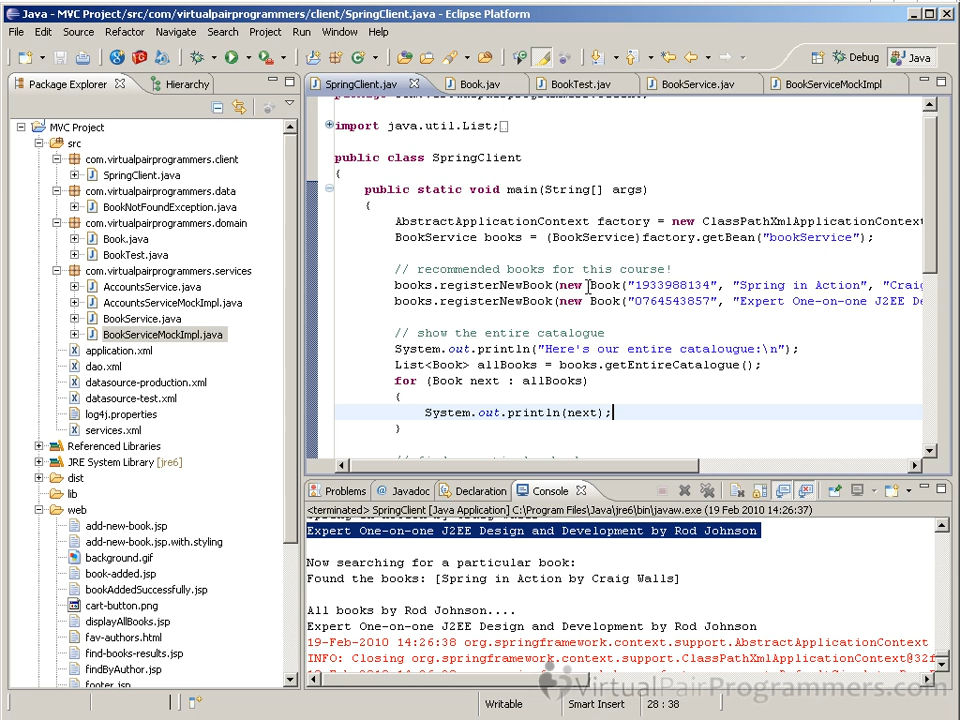 Java - MVC Project/src/com/virtualpairprogrammers/client/SpringClient.java - Eclipse Platform
File Edit Source Refactor Navigate Search Project Run Window Help
Debug Java
Package Explorer Hierarchy
MVC Project
src
com.virtualpairprogrammers.client
SpringClient.java
com.virtualpairprogrammers.data
BookNotFoundException.java
com.virtualpairprogrammers.domain
Book.java
BookTest.java
com.virtualpairprogrammers.services
AccountsService.java
AccountsServiceMockImpl.java
BookService.java
BookServiceMockImpl.java
application.xml
dao.xml
datasource-production.xml
datasource-test.xml
log4j.properties
services.xml
Referenced Libraries
JRE System Library [jre6]
dist
lib
web
add-new-book.jsp
add-new-book.jsp.with.styling
background.gif
book-added.jsp
bookAddedSuccessfully.jsp
cart-button.png
displayAllBooks.jsp
fav-authors.html
find-books-results.jsp
findByAuthor.jsp
footer.jsp
SpringClient.jav Book.jav BookTest.jav BookService.jav BookServiceMockImpl
import java.util.List;
public class SpringClient
{
public static void main(String[] args)
{
AbstractApplicationContext factory = new ClassPathXmlApplicationContext
BookService books = (BookService)factory.getBean("bookService");
// recommended books for this course!
books.registerNewBook(new Book("1933988134", "Spring in Action", "Craig
books.registerNewBook(new Book("0764543857", "Expert One-on-one J2EE De
// show the entire catalogue
System.out.println("Here's our entire catalougue:\n");
List<Book> allBooks = books.getEntireCatalogue();
for (Book next : allBooks)
{
System.out.println(next);
}
Problems Javadoc Declaration Console
<terminated> SpringClient [Java Application] C:\Program Files\Java\jre6\bin\javaw.exe (19 Feb 2010 14:26:37)
Expert One-on-one J2EE Design and Development by Rod Johnson
Now searching for a particular book:
Found the books: [Spring in Action by Craig Walls]
All books by Rod Johnson....
Expert One-on-one J2EE Design and Development by Rod Johnson
19-Feb-2010 14:26:38 org.springframework.context.support.AbstractApplicationContext
INFO: Closing org.springframework.context.support.ClassPathXmlApplicationContext@32f
VirtualPairProgrammers.com
Writable Smart Insert 28 : 38